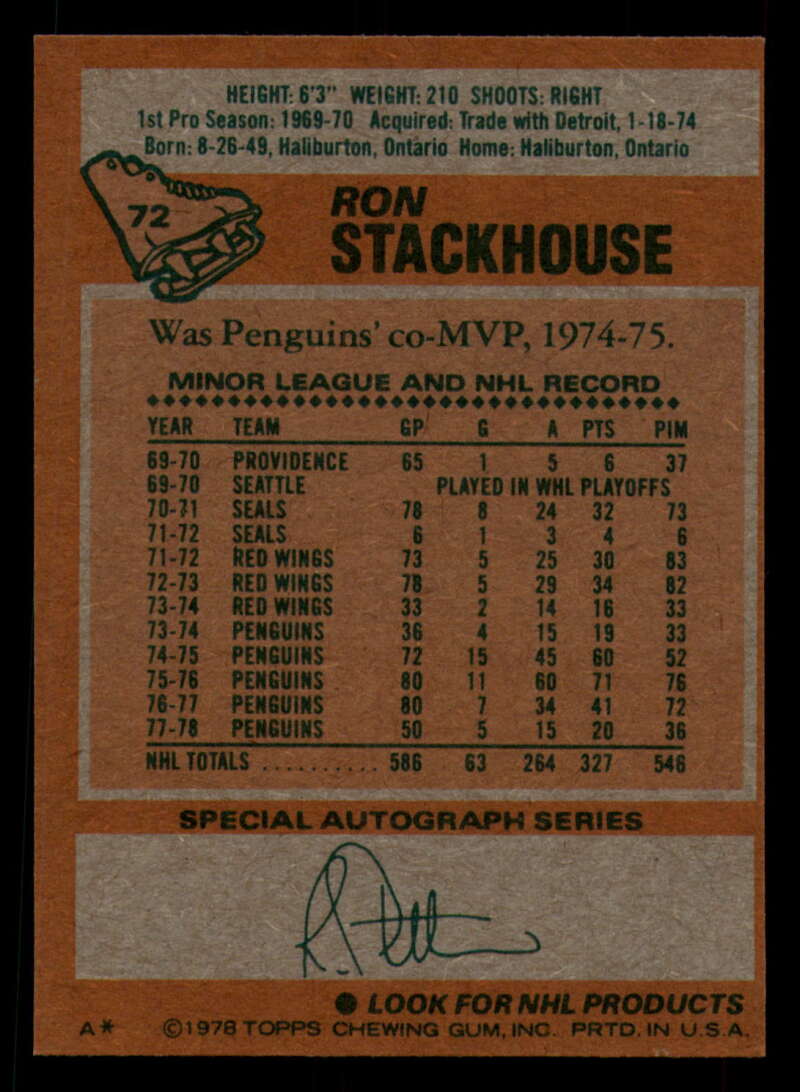 HEIGHT: 6'3" WEIGHT: 210 SHOOTS: RIGHT
1st Pro Season: 1969-70 Acquired: Trade with Detroit, 1-18-74
Born: 8-26-49, Haliburton, Ontario Home: Haliburton, Ontario
72
RON
STACKHOUSE
Was Penguins' co-MVP, 1974-75.
MINOR LEAGUE AND NHL RECORD
YEAR TEAM GP G A PTS PIM
69-70 PROVIDENCE 65 1 5 6 37
69-70 SEATTLE PLAYED IN WHL PLAYOFFS
70-71 SEALS 78 8 24 32 73
71-72 SEALS 6 1 3 4 6
71-72 RED WINGS 73 5 25 30 83
72-73 RED WINGS 78 5 29 34 82
73-74 RED WINGS 33 2 14 16 33
73-74 PENGUINS 36 4 15 19 33
74-75 PENGUINS 72 15 45 60 52
75-76 PENGUINS 80 11 60 71 76
76-77 PENGUINS 80 7 34 41 72
77-78 PENGUINS 50 5 15 20 36
NHL TOTALS .......... 586 63 264 327 546
SPECIAL AUTOGRAPH SERIES
● LOOK FOR NHL PRODUCTS
A* ©1978 TOPPS CHEWING GUM, INC. PRTD. IN U.S.A.